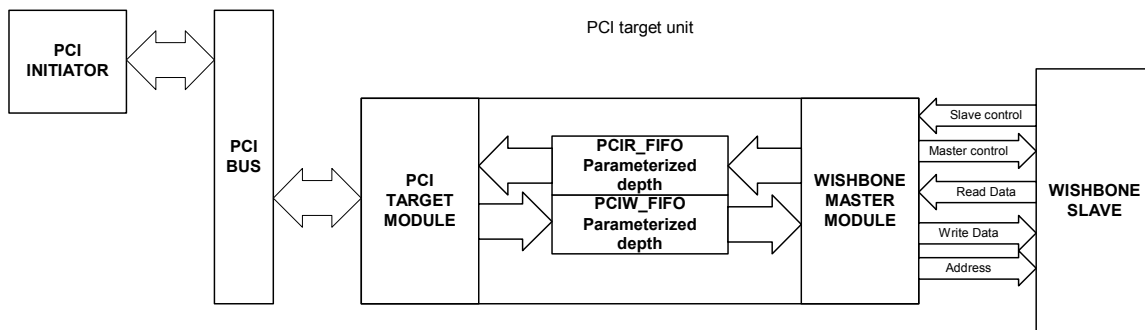 PCI target unit
PCI
INITIATOR
PCI
BUS
PCI
TARGET
MODULE
PCIR_FIFO
Parameterized
depth
PCIW_FIFO
Parameterized
depth
WISHBONE
MASTER
MODULE
Slave control
Master control
Read Data
Write Data
Address
WISHBONE
SLAVE